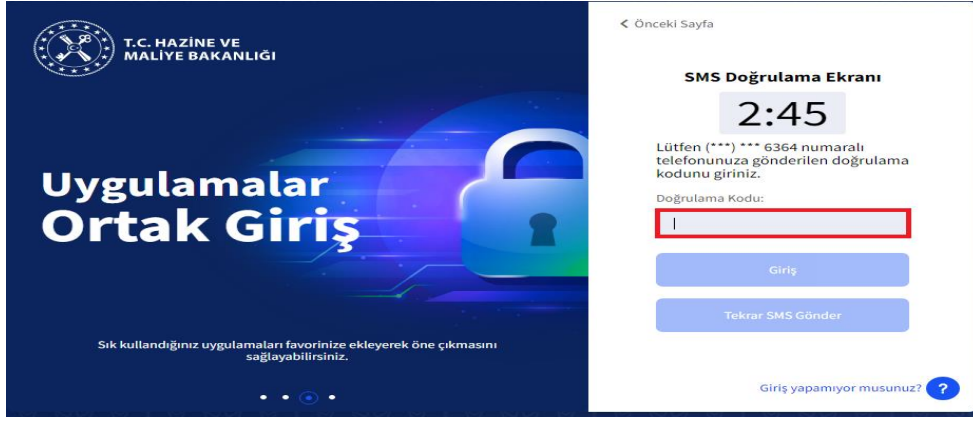 T.C. HAZİNE VE
MALİYE BAKANLIĞI
Uygulamalar
Ortak Giriş
Sık kullandığınız uygulamaları favorinize ekleyerek öne çıkmasını
sağlayabilirsiniz.
< Önceki Sayfa
SMS Doğrulama Ekranı
2:45
Lütfen (***) *** 6364 numaralı
telefonunuza gönderilen doğrulama
kodunu giriniz.
Doğrulama Kodu:
Giriş
Tekrar SMS Gönder
Giriş yapamıyor musunuz? ?